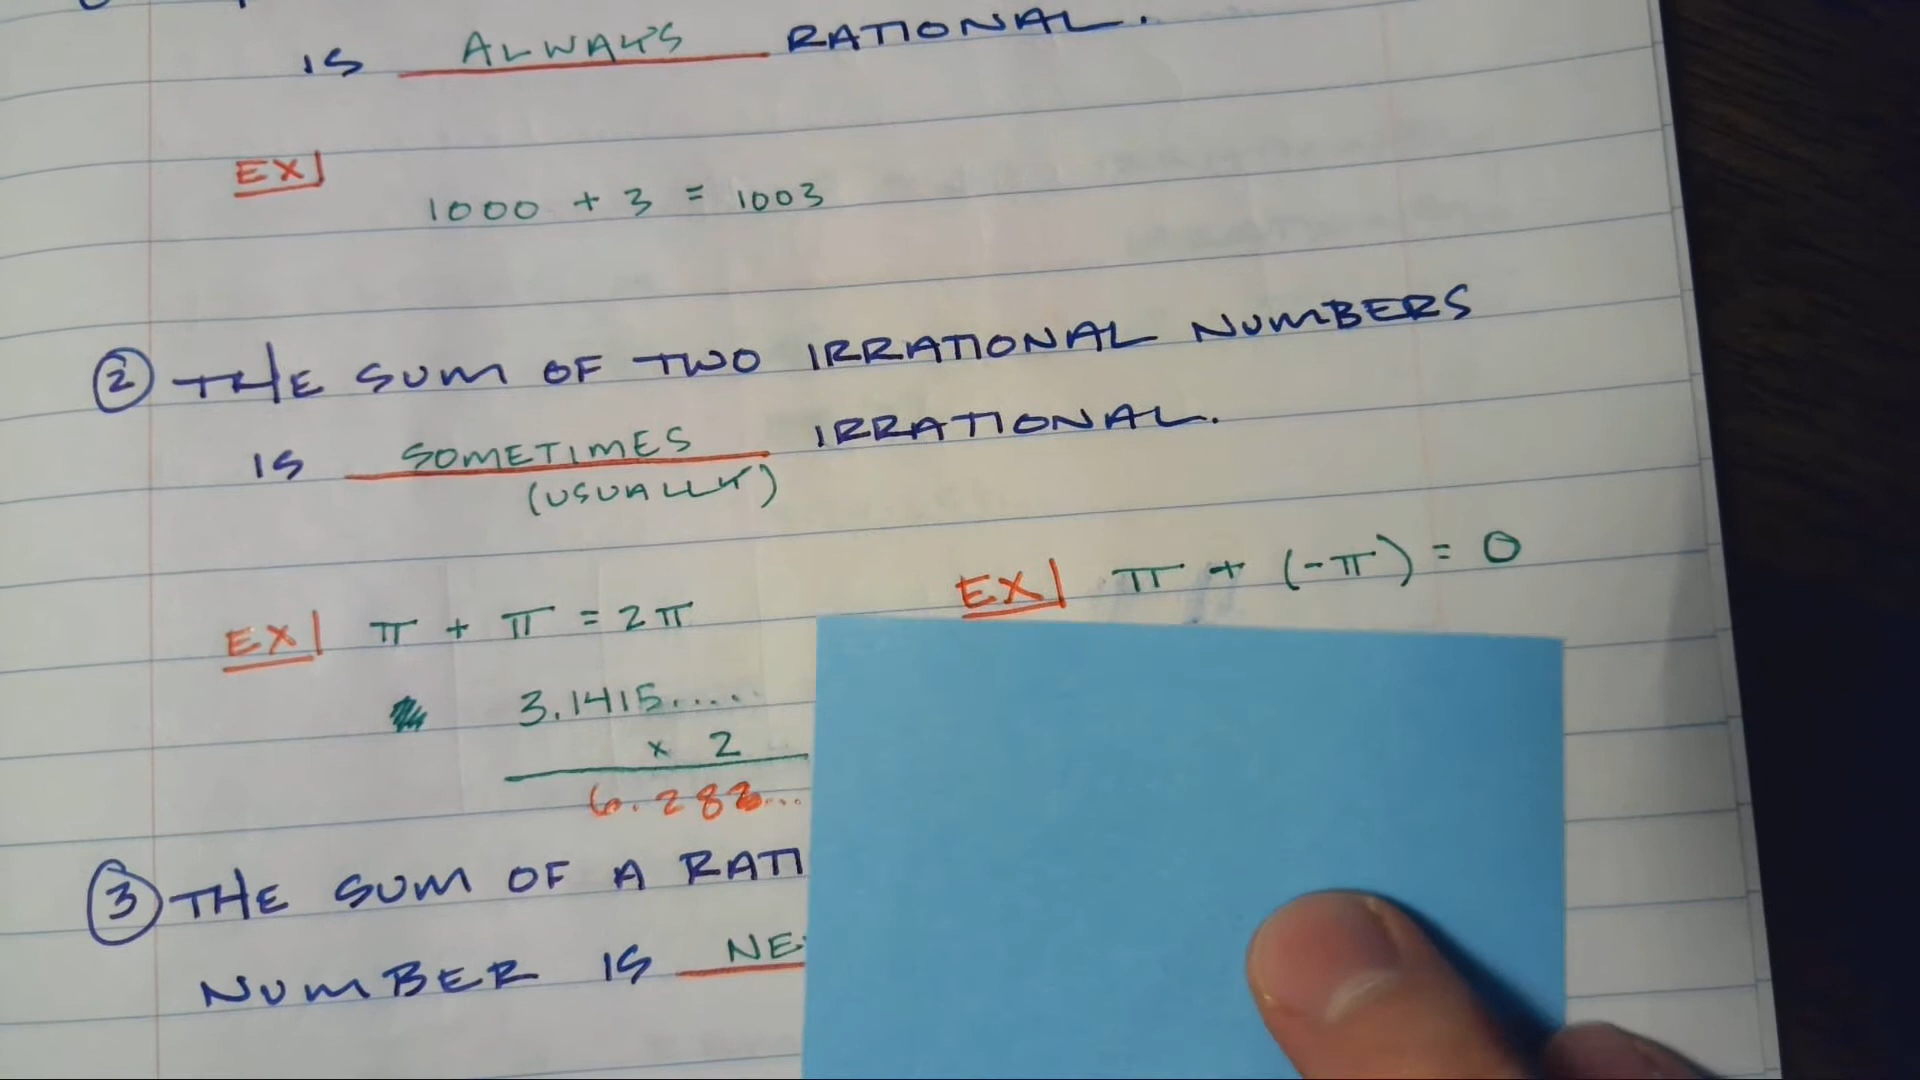 IS ALWAYS RATIONAL.
EX 1000 + 3 = 1003
② THE SUM OF TWO IRRATIONAL NUMBERS
IS SOMETIMES IRRATIONAL.
(USUALLY)
EX π + π = 2π
EX π + (-π) = 0
3.1415....
x 2
6.283...
③ THE SUM OF A RATI
NUMBER IS NE